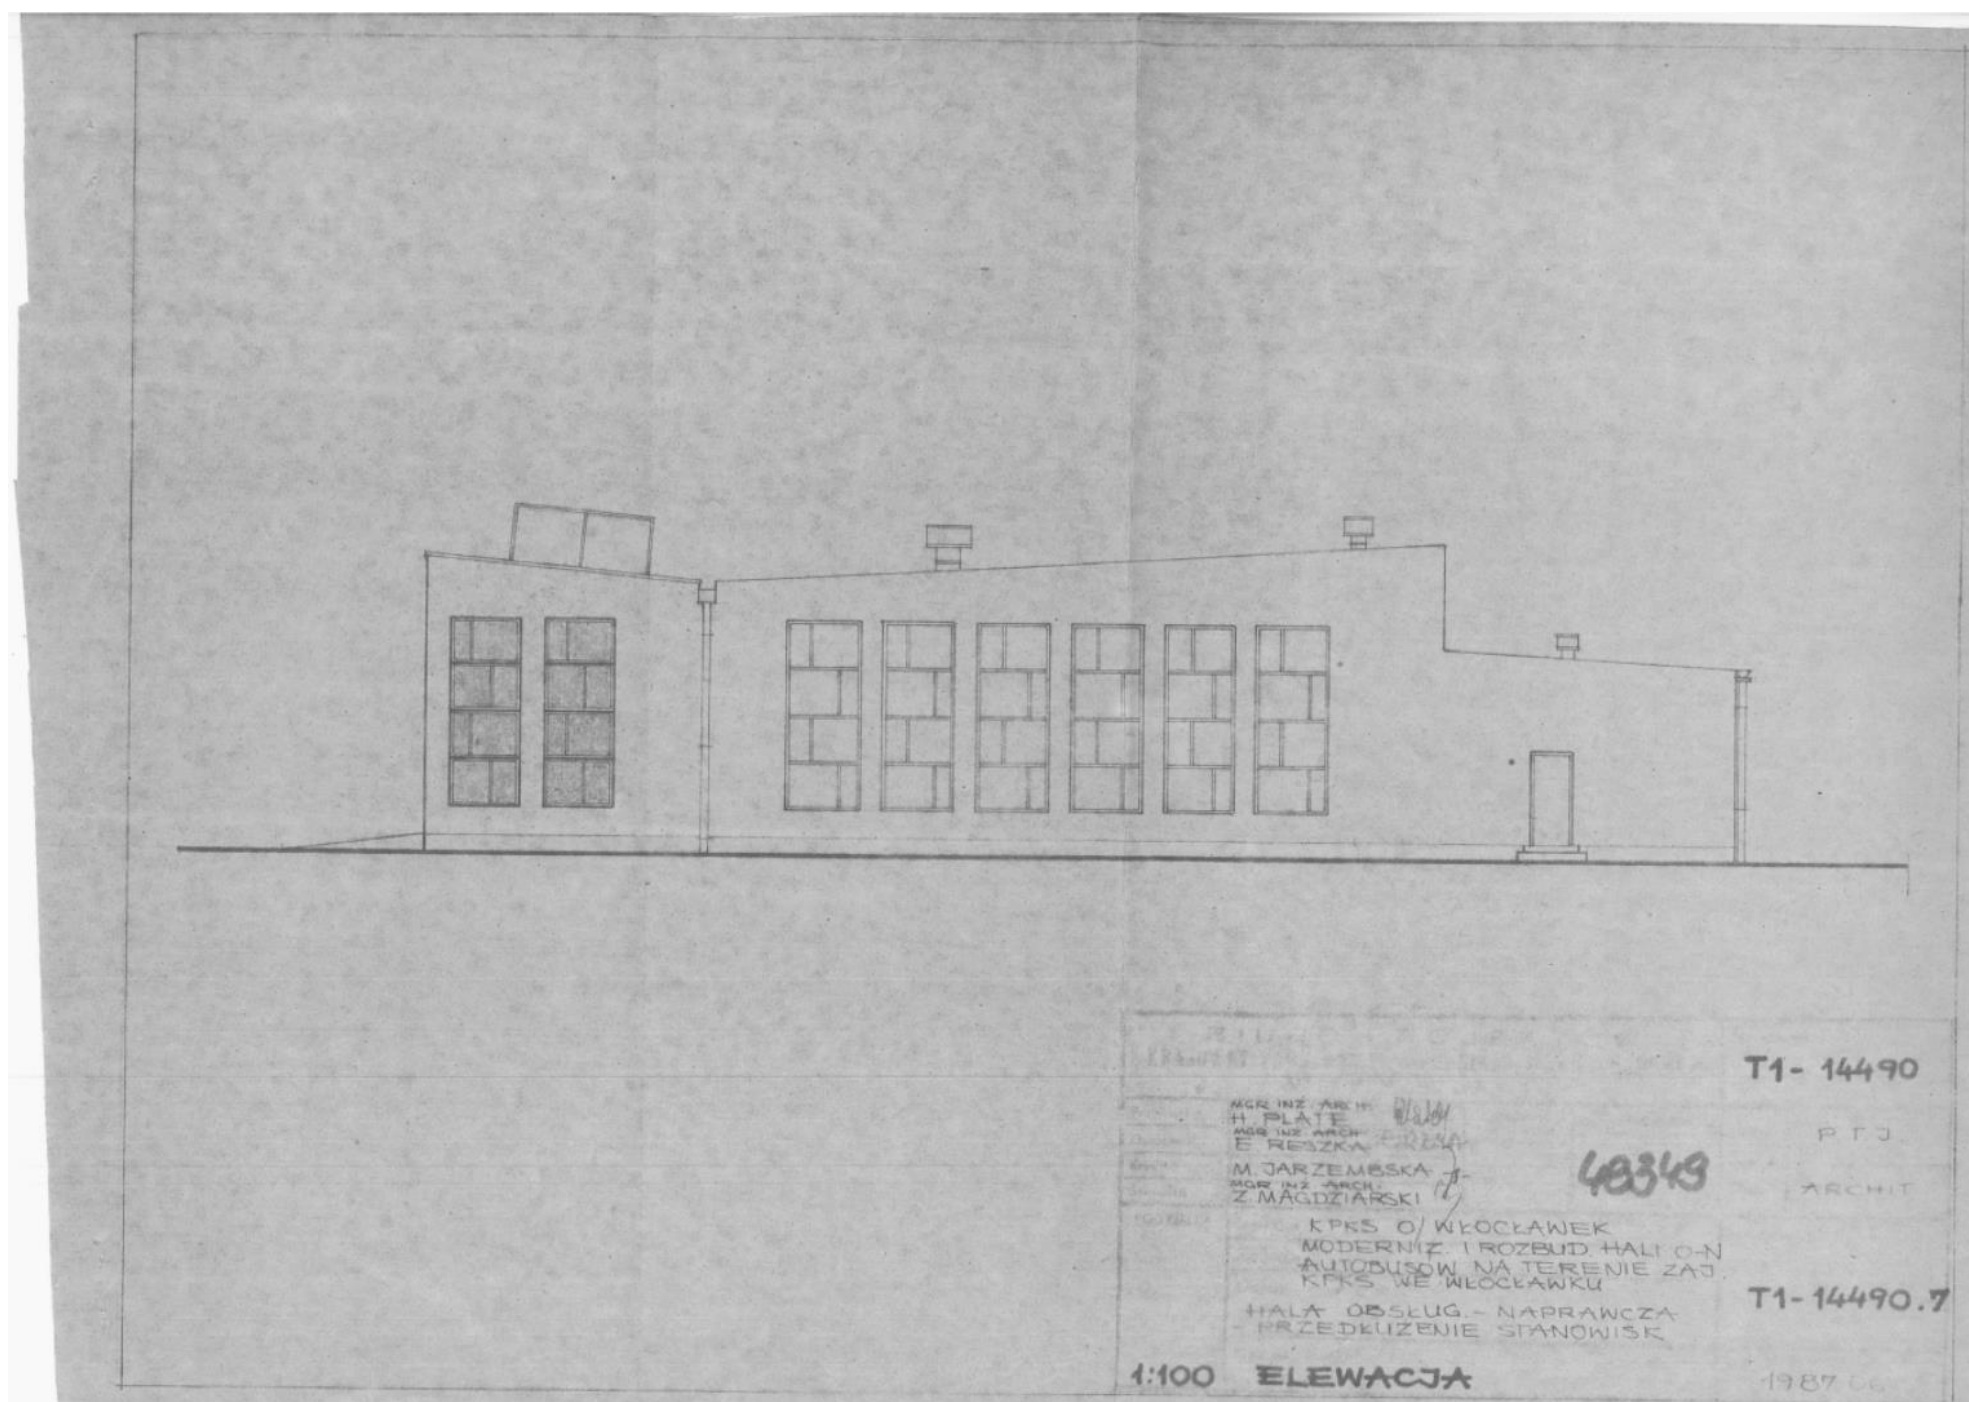 T1-14490
MGR INŻ. ARCH.
H PLATE
MGR INŻ ARCH
E RESZKA
M. JARZEMBSKA
MGR INŻ. ARCH.
Z. MAGDZIARSKI
48349
P T J
ARCHIT
KPKS O/WŁOCŁAWEK
MODERNIZ. I ROZBUD. HALI O-N
AUTOBUSÓW NA TERENIE ZAJ.
KPKS WE WŁOCŁAWKU
T1-14490.7
HALA OBSŁUG.- NAPRAWCZA
- PRZEDŁUŻENIE STANOWISK
1:100 ELEWACJA
1987